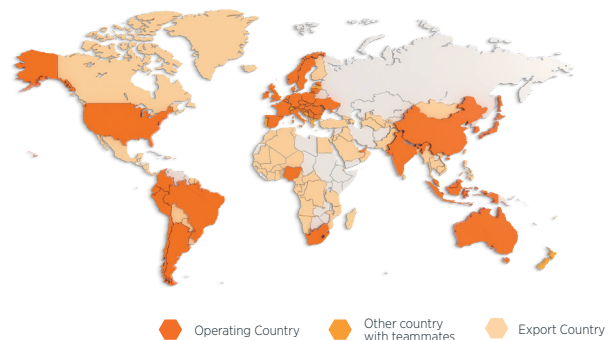 Operating Country
Other country
with teammates
Export Country